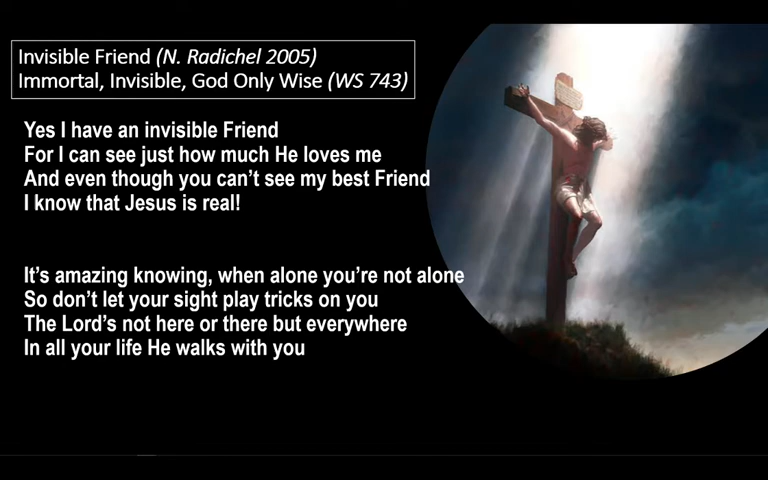 Invisible Friend (N. Radichel 2005)
Immortal, Invisible, God Only Wise (WS 743)
Yes I have an invisible Friend
For I can see just how much He loves me
And even though you can't see my best Friend
I know that Jesus is real!
It's amazing knowing, when alone you're not alone
So don't let your sight play tricks on you
The Lord's not here or there but everywhere
In all your life He walks with you